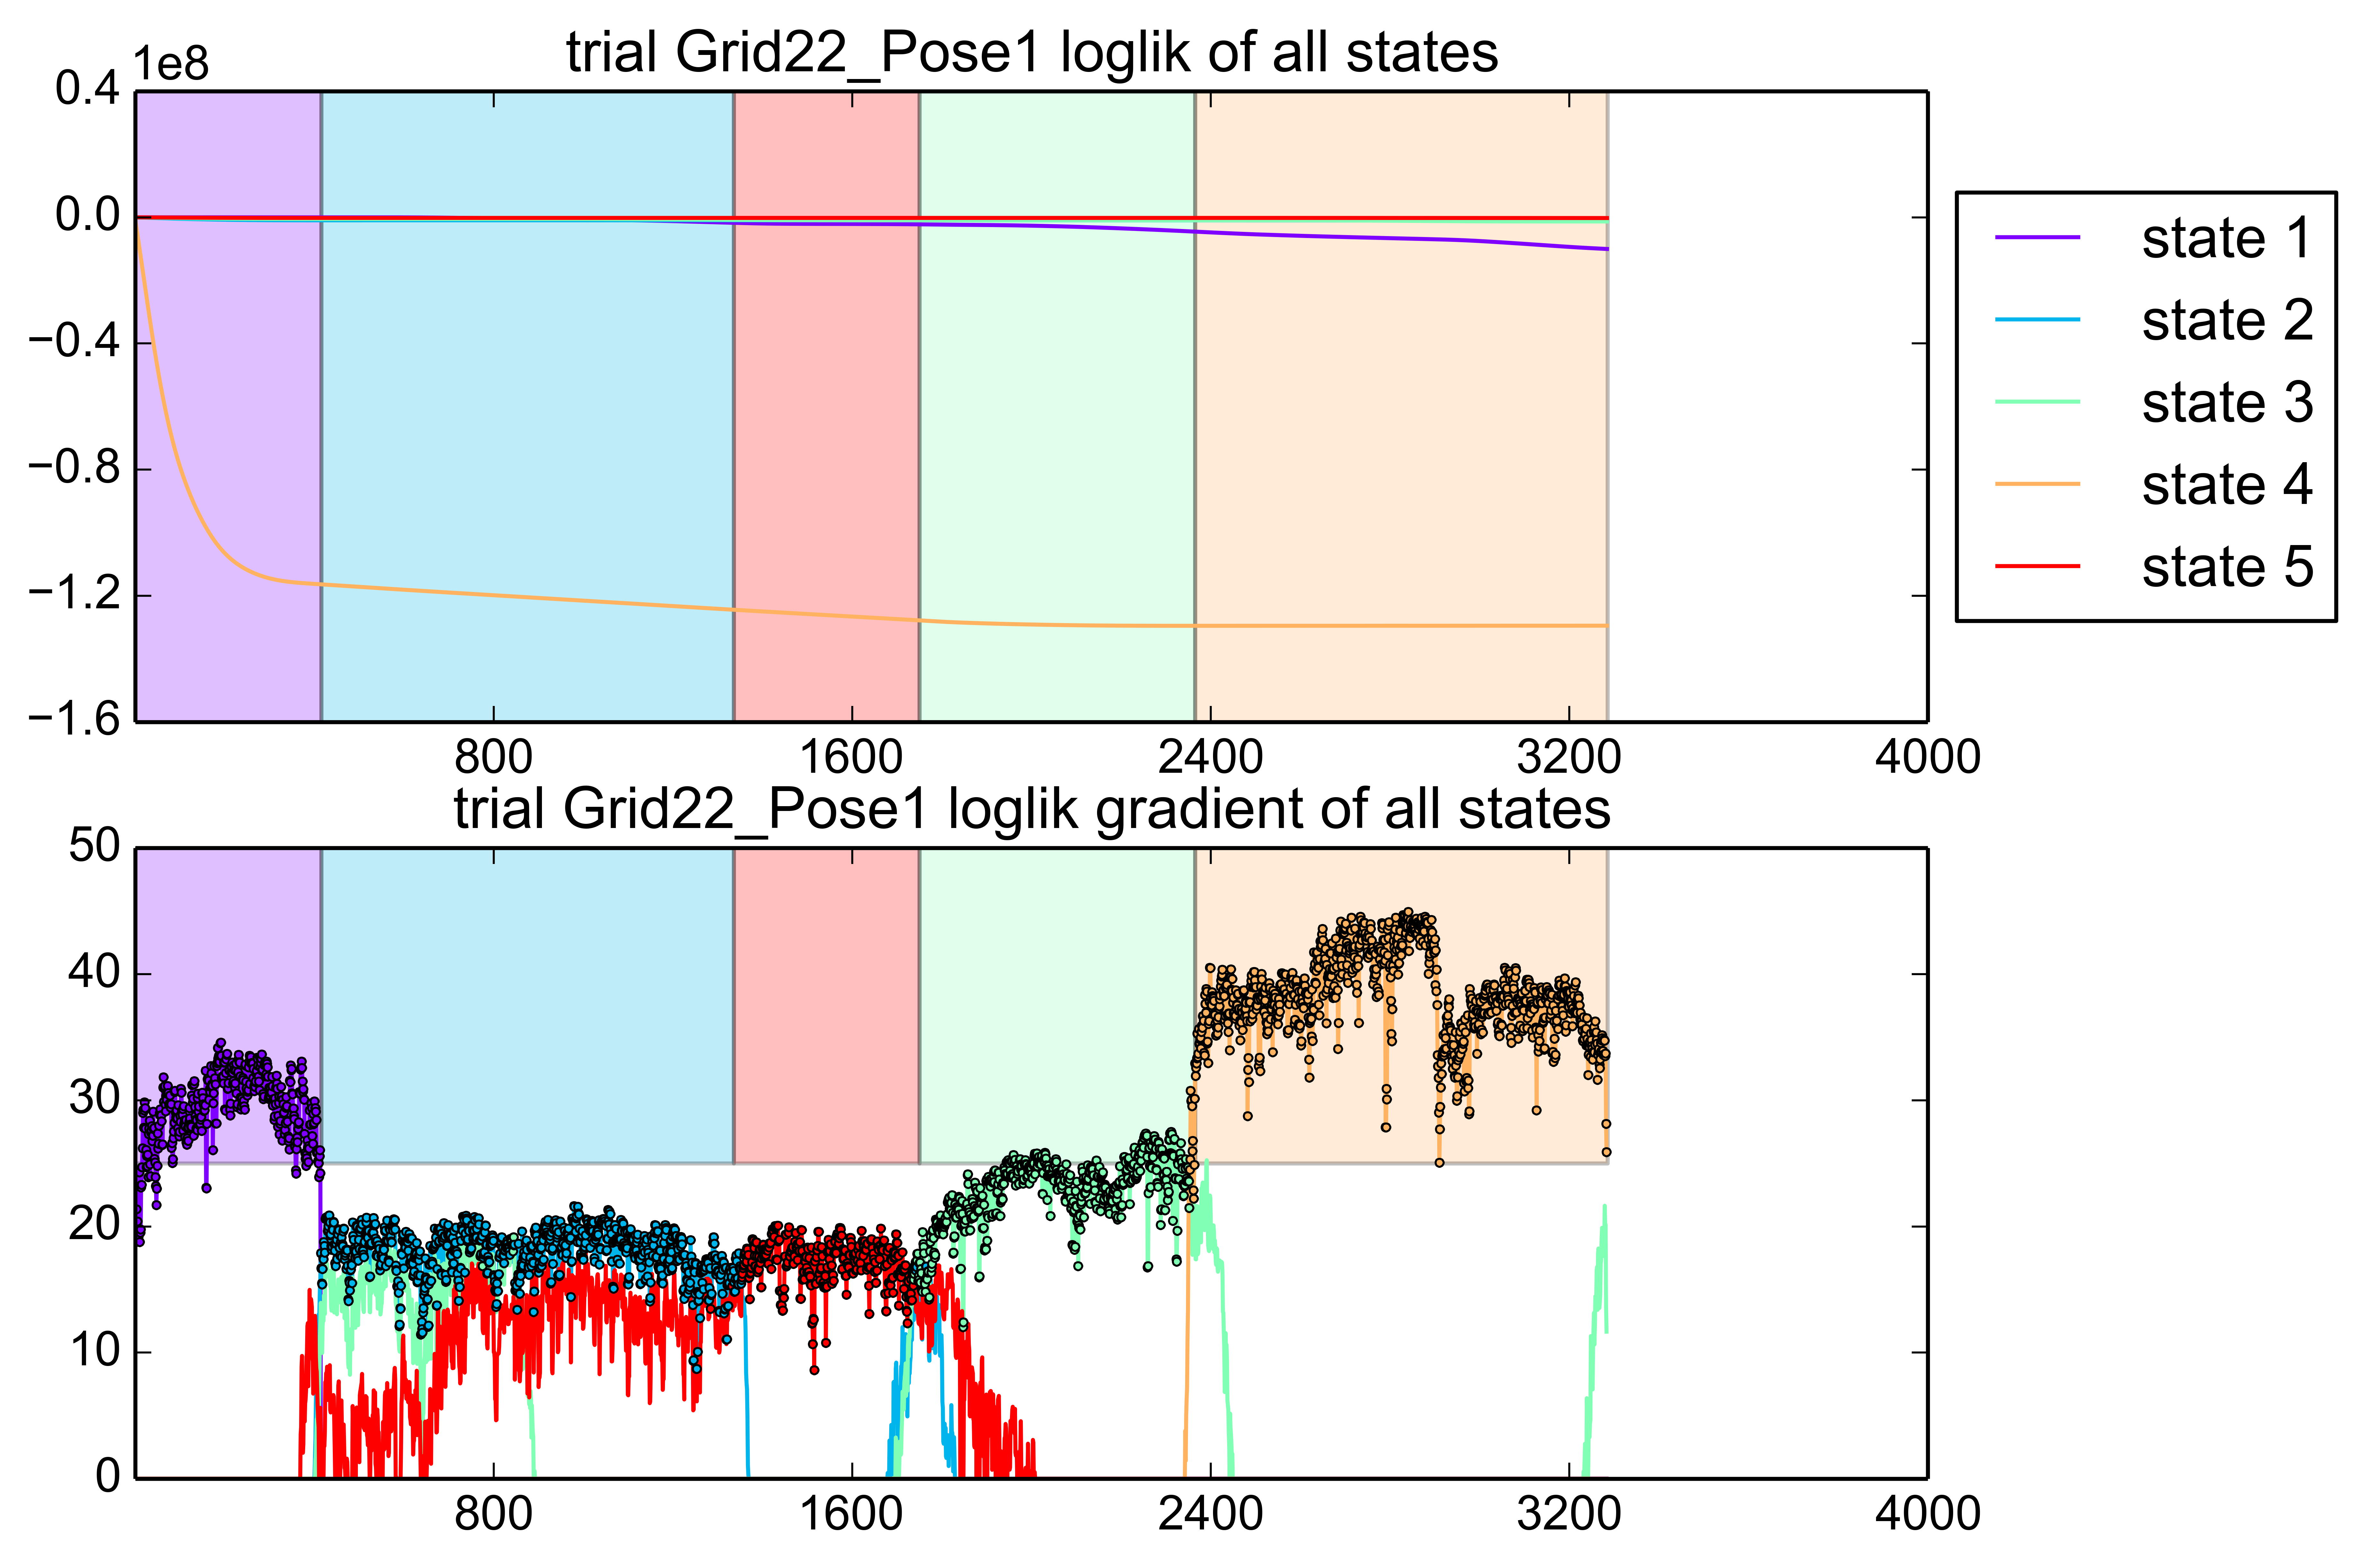 trial Grid22_Pose1 loglik of all states
1e8
0.4
0.0
−0.4
−0.8
−1.2
−1.6
800 1600 2400 3200 4000
state 1
state 2
state 3
state 4
state 5
trial Grid22_Pose1 loglik gradient of all states
50
40
30
20
10
0
800 1600 2400 3200 4000